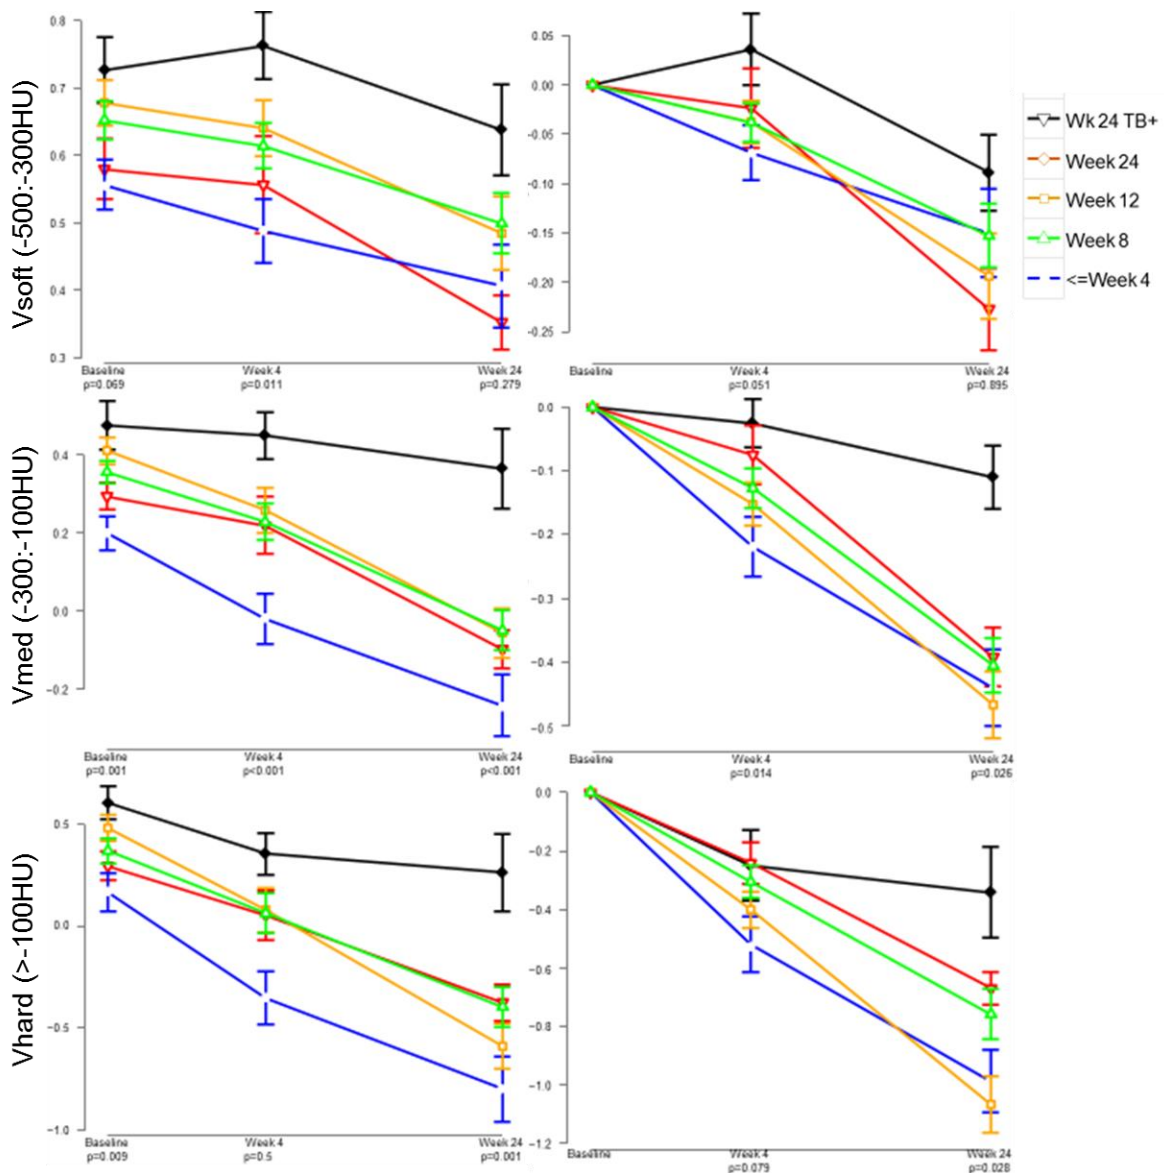 0.8
0.7
0.6
0.5
0.4
0.3
Vsoft (-500:-300HU)
Baseline
p=0.069
Week 4
p=0.011
Week 24
p=0.279
0.05
0.00
-0.05
-0.10
-0.15
-0.20
-0.25
Baseline
Week 4
p=0.051
Week 24
p=0.895
Wk 24 TB+
Week 24
Week 12
Week 8
<=Week 4
Vmed (-300:-100HU)
0.4
0.2
0.0
-0.2
Baseline
p=0.001
Week 4
p<0.001
Week 24
p<0.001
0.0
-0.1
-0.2
-0.3
-0.4
-0.5
Baseline
Week 4
p=0.014
Week 24
p=0.026
Vhard (>-100HU)
0.5
0.0
-0.5
-1.0
Baseline
p=0.009
Week 4
p=0.5
Week 24
p=0.001
0.0
-0.2
-0.4
-0.6
-0.8
-1.0
-1.2
Baseline
Week 4
p=0.079
Week 24
p=0.028